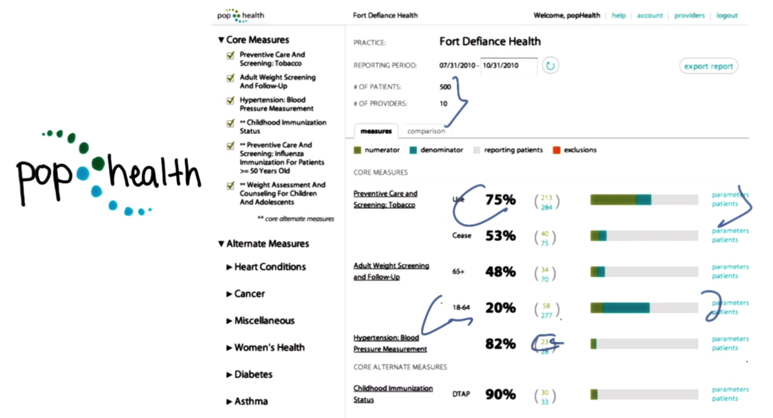 pop health
pop health
Fort Defiance Health
Welcome, popHealth | help | account | providers | logout
▼ Core Measures
Preventive Care And
Screening: Tobacco
Adult Weight Screening
And Follow-Up
Hypertension: Blood
Pressure Measurement
** Childhood Immunization
Status
** Preventive Care And
Screening: Influenza
Immunization For Patients
>= 50 Years Old
** Weight Assessment And
Counseling For Children
And Adolescents
** core alternate measures
▼ Alternate Measures
► Heart Conditions
► Cancer
► Miscellaneous
► Women's Health
► Diabetes
► Asthma
PRACTICE: Fort Defiance Health
REPORTING PERIOD: 07/31/2010 - 10/31/2010
export report
# OF PATIENTS: 500
# OF PROVIDERS: 10
measures comparison
numerator denominator reporting patients exclusions
CORE MEASURES
Preventive Care and
Screening: Tobacco
Use 75% (213
284)
parameters
patients
Cease 53% (40
75)
parameters
patients
Adult Weight Screening
and Follow-Up
65+ 48% (34
70)
parameters
patients
18-64 20% (58
277)
parameters
patients
Hypertension: Blood
Pressure Measurement
82% (23
28)
parameters
patients
CORE ALTERNATE MEASURES
Childhood Immunization
Status
DTAP 90% (30
33)
parameters
patients